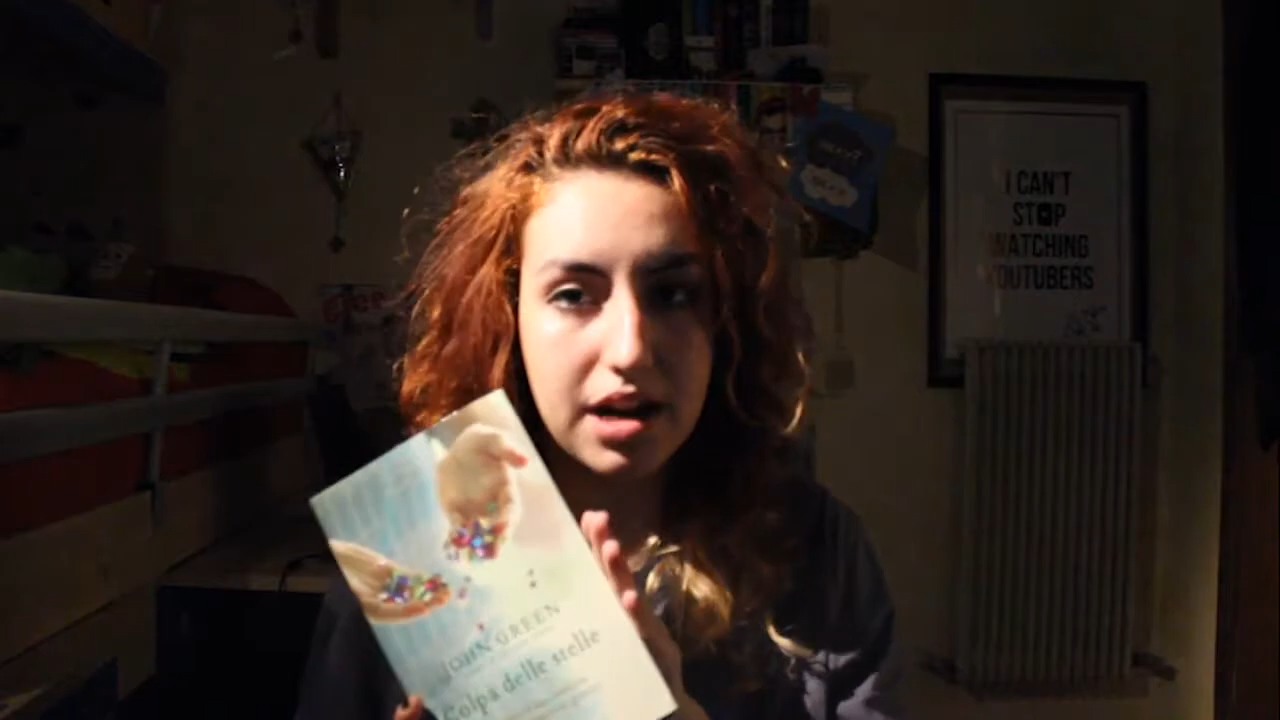 I CAN'T
STOP
WATCHING
YOUTUBERS
JOHN GREEN
Colpa delle stelle